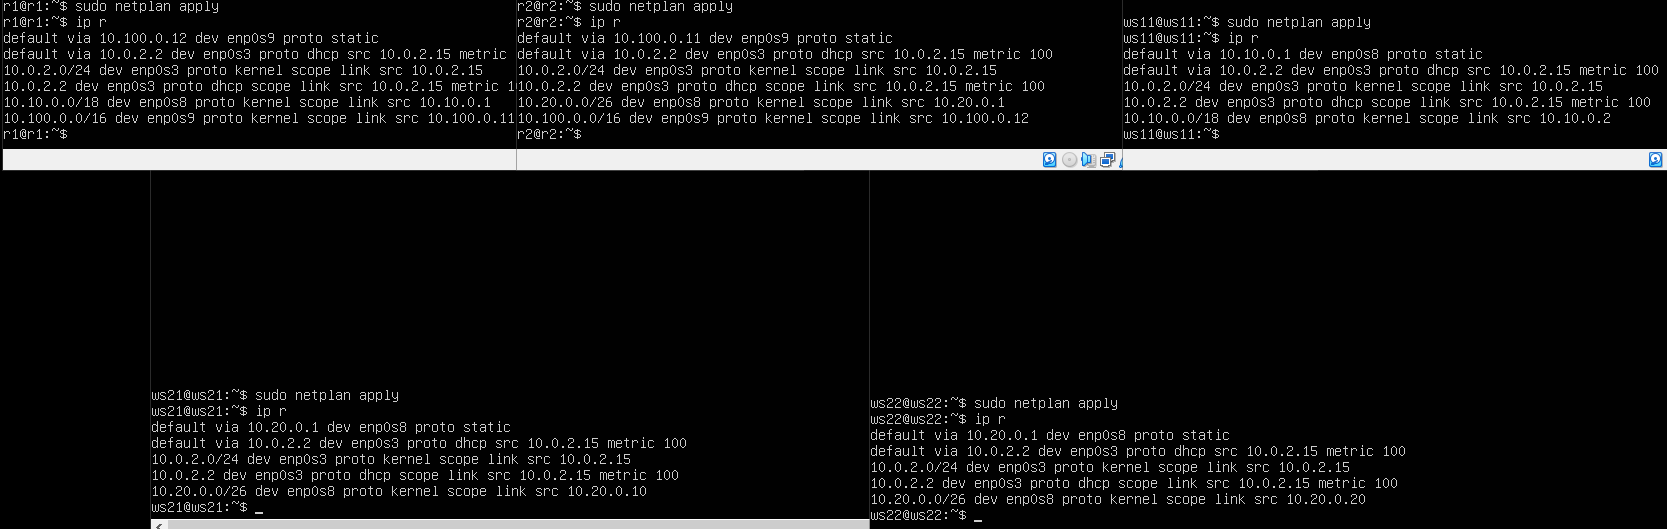 r1@r1:~$ sudo netplan apply
r1@r1:~$ ip r
default via 10.100.0.12 dev enp0s9 proto static
default via 10.0.2.2 dev enp0s3 proto dhcp src 10.0.2.15 metric
10.0.2.0/24 dev enp0s3 proto kernel scope link src 10.0.2.15
10.0.2.2 dev enp0s3 proto dhcp scope link src 10.0.2.15 metric 1
10.10.0.0/18 dev enp0s8 proto kernel scope link src 10.10.0.1
10.100.0.0/16 dev enp0s9 proto kernel scope link src 10.100.0.11
r1@r1:~$
r2@r2:~$ sudo netplan apply
r2@r2:~$ ip r
default via 10.100.0.11 dev enp0s9 proto static
default via 10.0.2.2 dev enp0s3 proto dhcp src 10.0.2.15 metric 100
10.0.2.0/24 dev enp0s3 proto kernel scope link src 10.0.2.15
10.0.2.2 dev enp0s3 proto dhcp scope link src 10.0.2.15 metric 100
10.20.0.0/26 dev enp0s8 proto kernel scope link src 10.20.0.1
10.100.0.0/16 dev enp0s9 proto kernel scope link src 10.100.0.12
r2@r2:~$
ws11@ws11:~$ sudo netplan apply
ws11@ws11:~$ ip r
default via 10.10.0.1 dev enp0s8 proto static
default via 10.0.2.2 dev enp0s3 proto dhcp src 10.0.2.15 metric 100
10.0.2.0/24 dev enp0s3 proto kernel scope link src 10.0.2.15
10.0.2.2 dev enp0s3 proto dhcp scope link src 10.0.2.15 metric 100
10.10.0.0/18 dev enp0s8 proto kernel scope link src 10.10.0.2
ws11@ws11:~$
ws21@ws21:~$ sudo netplan apply
ws21@ws21:~$ ip r
default via 10.20.0.1 dev enp0s8 proto static
default via 10.0.2.2 dev enp0s3 proto dhcp src 10.0.2.15 metric 100
10.0.2.0/24 dev enp0s3 proto kernel scope link src 10.0.2.15
10.0.2.2 dev enp0s3 proto dhcp scope link src 10.0.2.15 metric 100
10.20.0.0/26 dev enp0s8 proto kernel scope link src 10.20.0.10
ws21@ws21:~$ _
ws22@ws22:~$ sudo netplan apply
ws22@ws22:~$ ip r
default via 10.20.0.1 dev enp0s8 proto static
default via 10.0.2.2 dev enp0s3 proto dhcp src 10.0.2.15 metric 100
10.0.2.0/24 dev enp0s3 proto kernel scope link src 10.0.2.15
10.0.2.2 dev enp0s3 proto dhcp scope link src 10.0.2.15 metric 100
10.20.0.0/26 dev enp0s8 proto kernel scope link src 10.20.0.20
ws22@ws22:~$ _